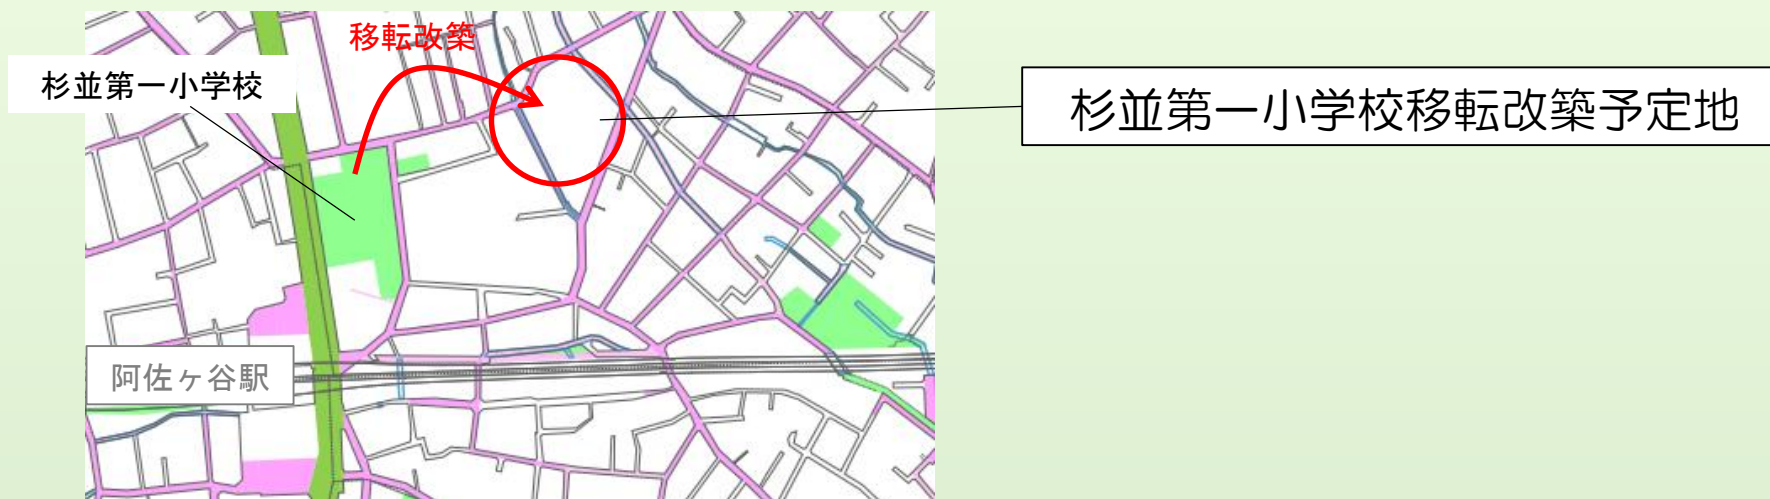 移転改築
杉並第一小学校
杉並第一小学校移転改築予定地
阿佐ヶ谷駅